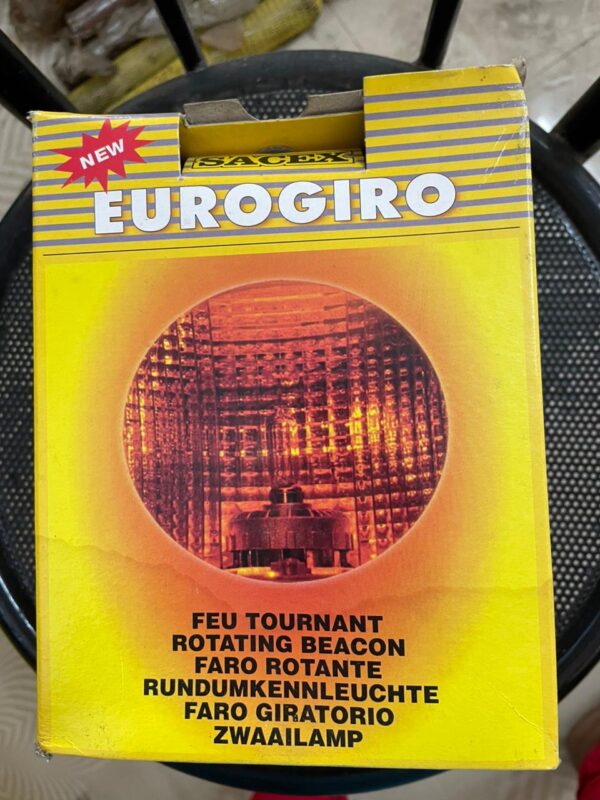 NEW
SACEX
EUROGIRO
FEU TOURNANT
ROTATING BEACON
FARO ROTANTE
RUNDUMKENNLEUCHTE
FARO GIRATORIO
ZWAAILAMP